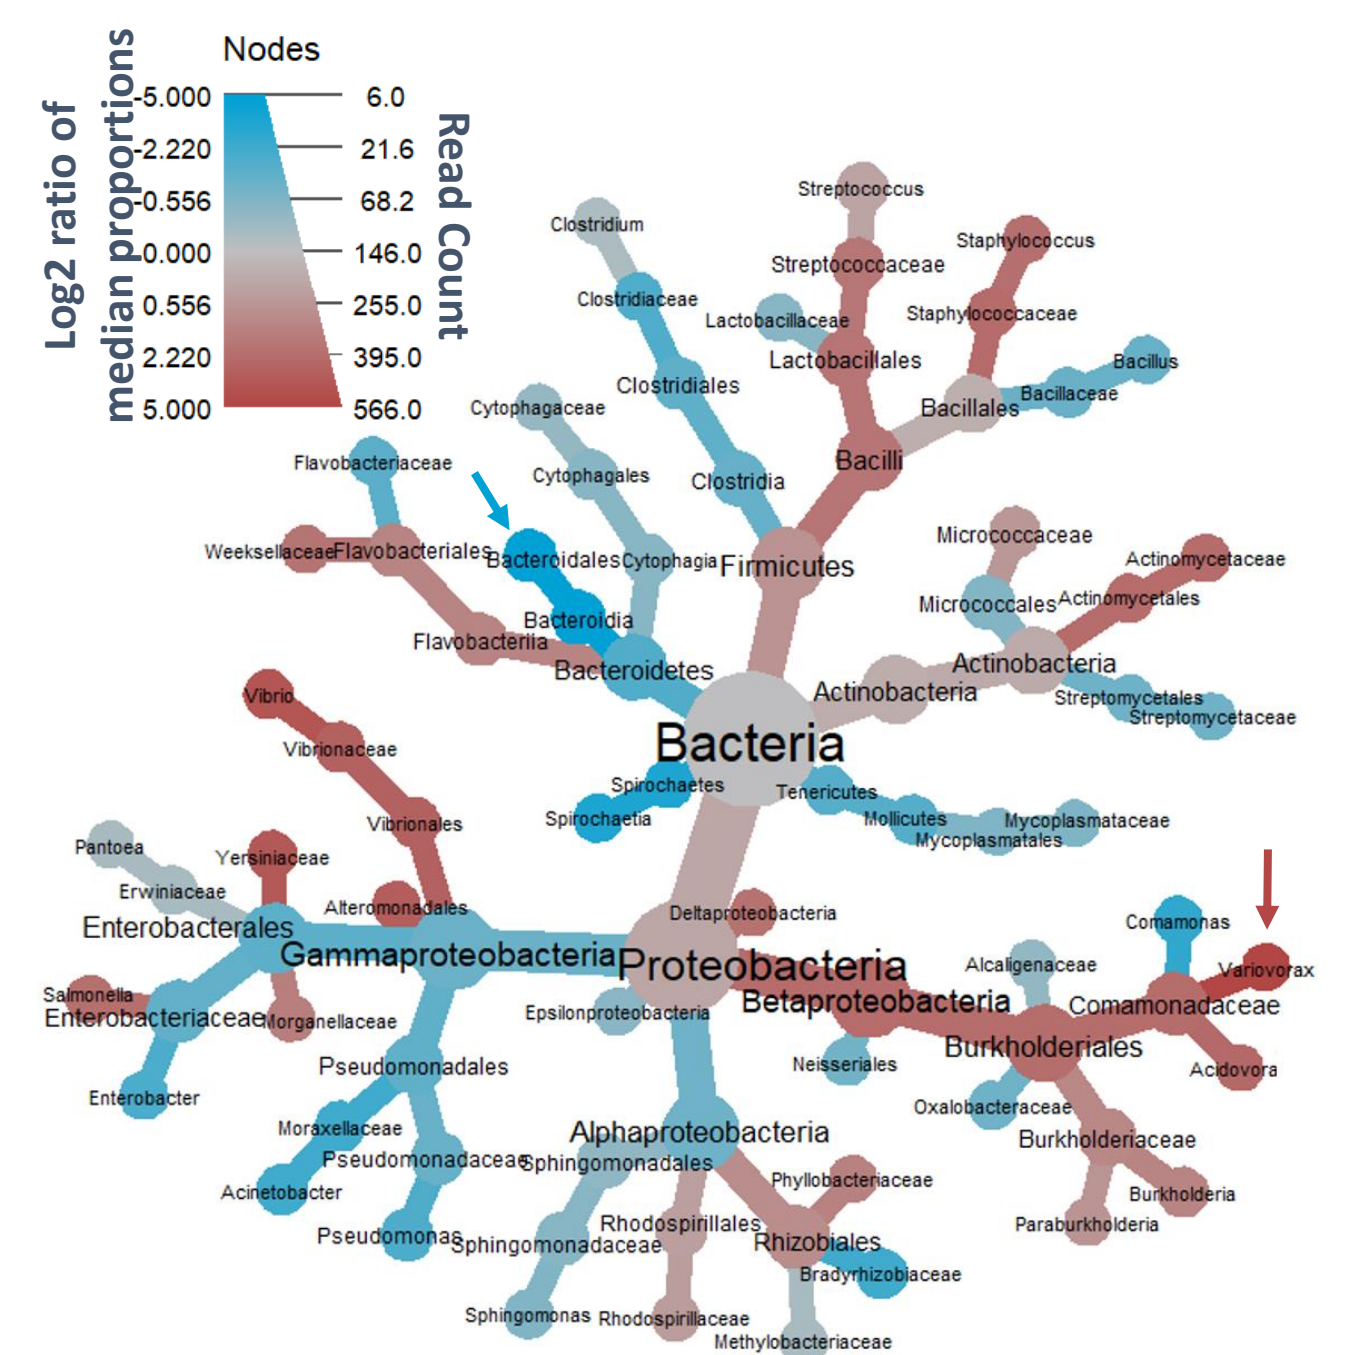 Nodes
Log2 ratio of
median proportions
Read Count
-5.000 6.0
-2.220 21.6
-0.556 68.2
0.000 146.0
0.556 255.0
2.220 395.0
5.000 566.0
Streptococcus
Clostridium
Staphylococcus
Streptococcaceae
Clostridiaceae
Lactobacillaceae
Staphylococcaceae
Lactobacillales
Bacillus
Clostridiales
Bacillaceae
Cytophagaceae
Bacillales
Flavobacteriaceae
Bacilli
Cytophagales
Clostridia
Micrococcaceae
Weeksellaceae
Flavobacteriales
Bacteroidales
Cytophagia
Firmicutes
Actinomycetaceae
Micrococcales
Actinomycetales
Bacteroidia
Flavobacteriia
Bacteroidetes
Actinobacteria
Actinobacteria
Vibrio
Streptomycetales
Streptomycetaceae
Bacteria
Vibrionaceae
Spirochaetes
Tenericutes
Spirochaetia
Mollicutes
Mycoplasmataceae
Vibrionales
Mycoplasmatales
Pantoea
Yersiniaceae
Erwiniaceae
Alteromonadales
Deltaproteobacteria
Comamonas
Enterobacterales
Gammaproteobacteria
Proteobacteria
Alcaligenaceae
Variovorax
Salmonella
Betaproteobacteria
Comamonadaceae
Enterobacteriaceae
Morganellaceae
Epsilonproteobacteria
Burkholderiales
Pseudomonadales
Neisseriales
Acidovora
Enterobacter
Oxalobacteraceae
Moraxellaceae
Alphaproteobacteria
Burkholderiaceae
Pseudomonadaceae
Sphingomonadales
Phyllobacteriaceae
Acinetobacter
Burkholderia
Rhodospirillales
Paraburkholderia
Pseudomonas
Sphingomonadaceae
Rhizobiales
Bradyrhizobiaceae
Sphingomonas
Rhodospirillaceae
Methylobacteriaceae